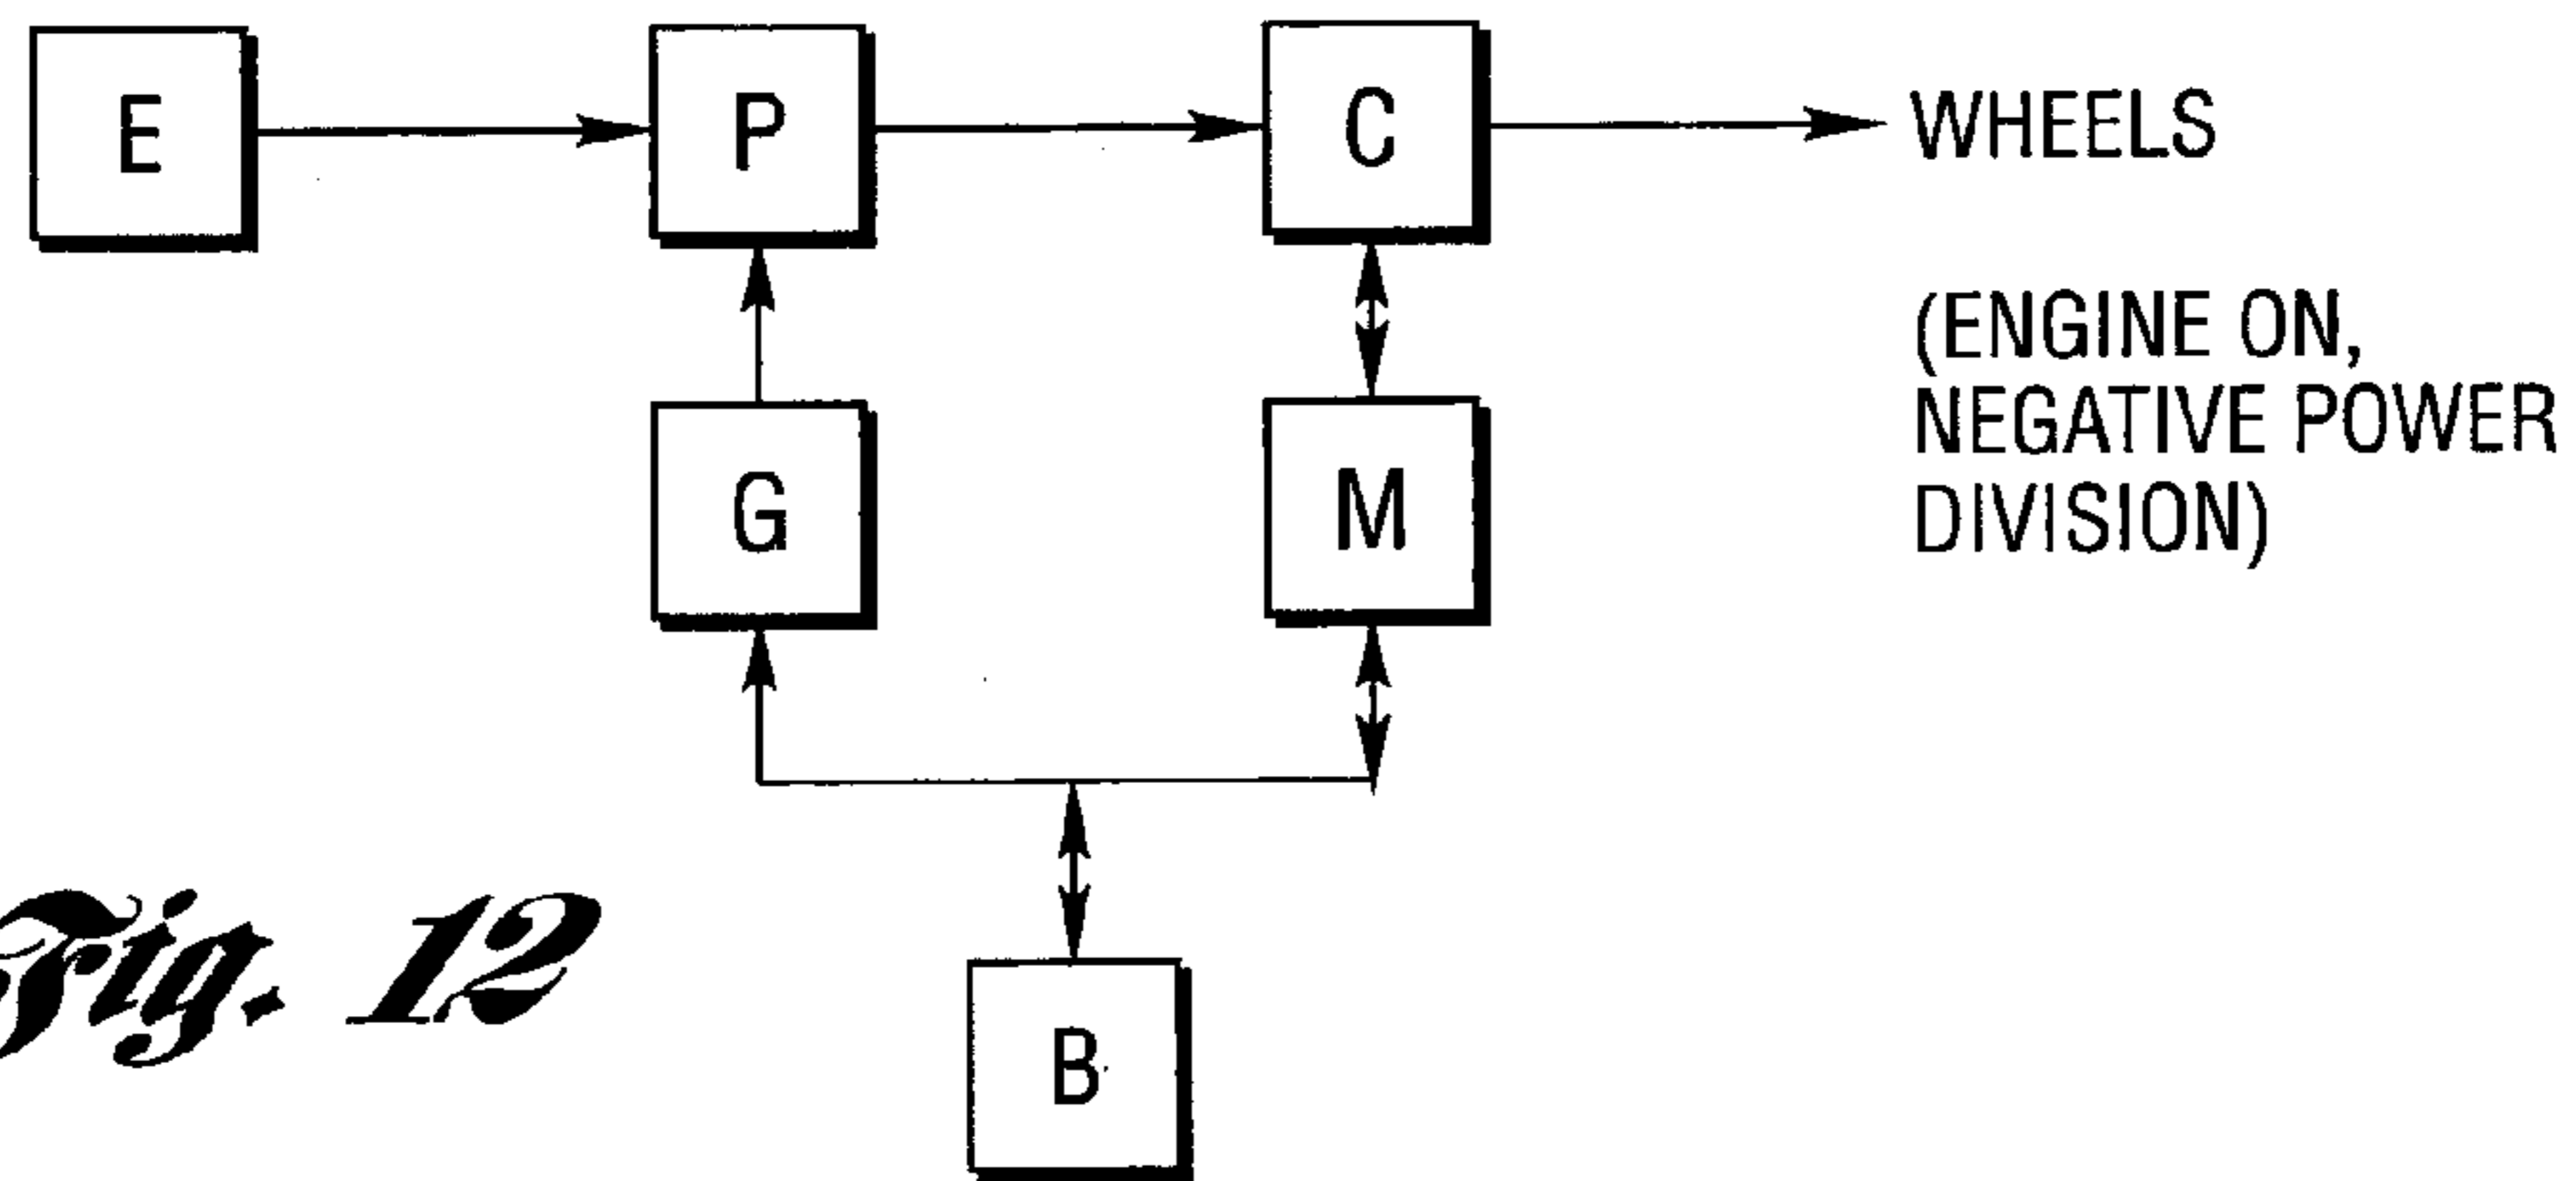 E P C WHEELS
(ENGINE ON,
NEGATIVE POWER
DIVISION)
G M
B
Fig. 12